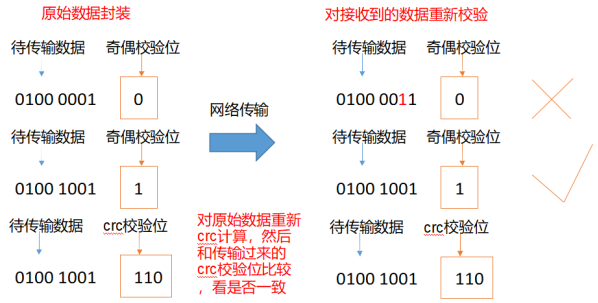 原始数据封装
对接收到的数据重新校验
待传输数据 奇偶校验位
待传输数据 奇偶校验位
0100 0001 0
网络传输
0100 0011 0
待传输数据 奇偶校验位
待传输数据 奇偶校验位
0100 1001 1
0100 1001 1
待传输数据 crc校验位
对原始数据重新
crc计算，然后
和传输过来的
crc校验位比较
，看是否一致
待传输数据 crc校验位
0100 1001 110
0100 1001 110